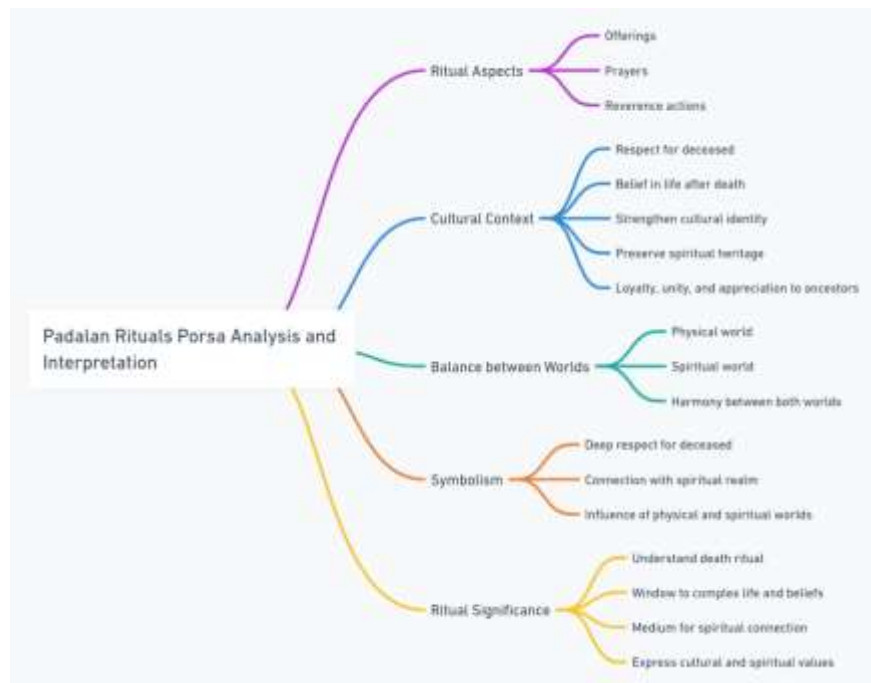 Padalan Rituals Porsa Analysis and
Interpretation
Ritual Aspects
Offerings
Prayers
Reverence actions
Cultural Context
Respect for deceased
Belief in life after death
Strengthen cultural identity
Preserve spiritual heritage
Loyalty, unity, and appreciation to ancestors
Balance between Worlds
Physical world
Spiritual world
Harmony between both worlds
Symbolism
Deep respect for deceased
Connection with spiritual realm
Influence of physical and spiritual worlds
Ritual Significance
Understand death ritual
Window to complex life and beliefs
Medium for spiritual connection
Express cultural and spiritual values